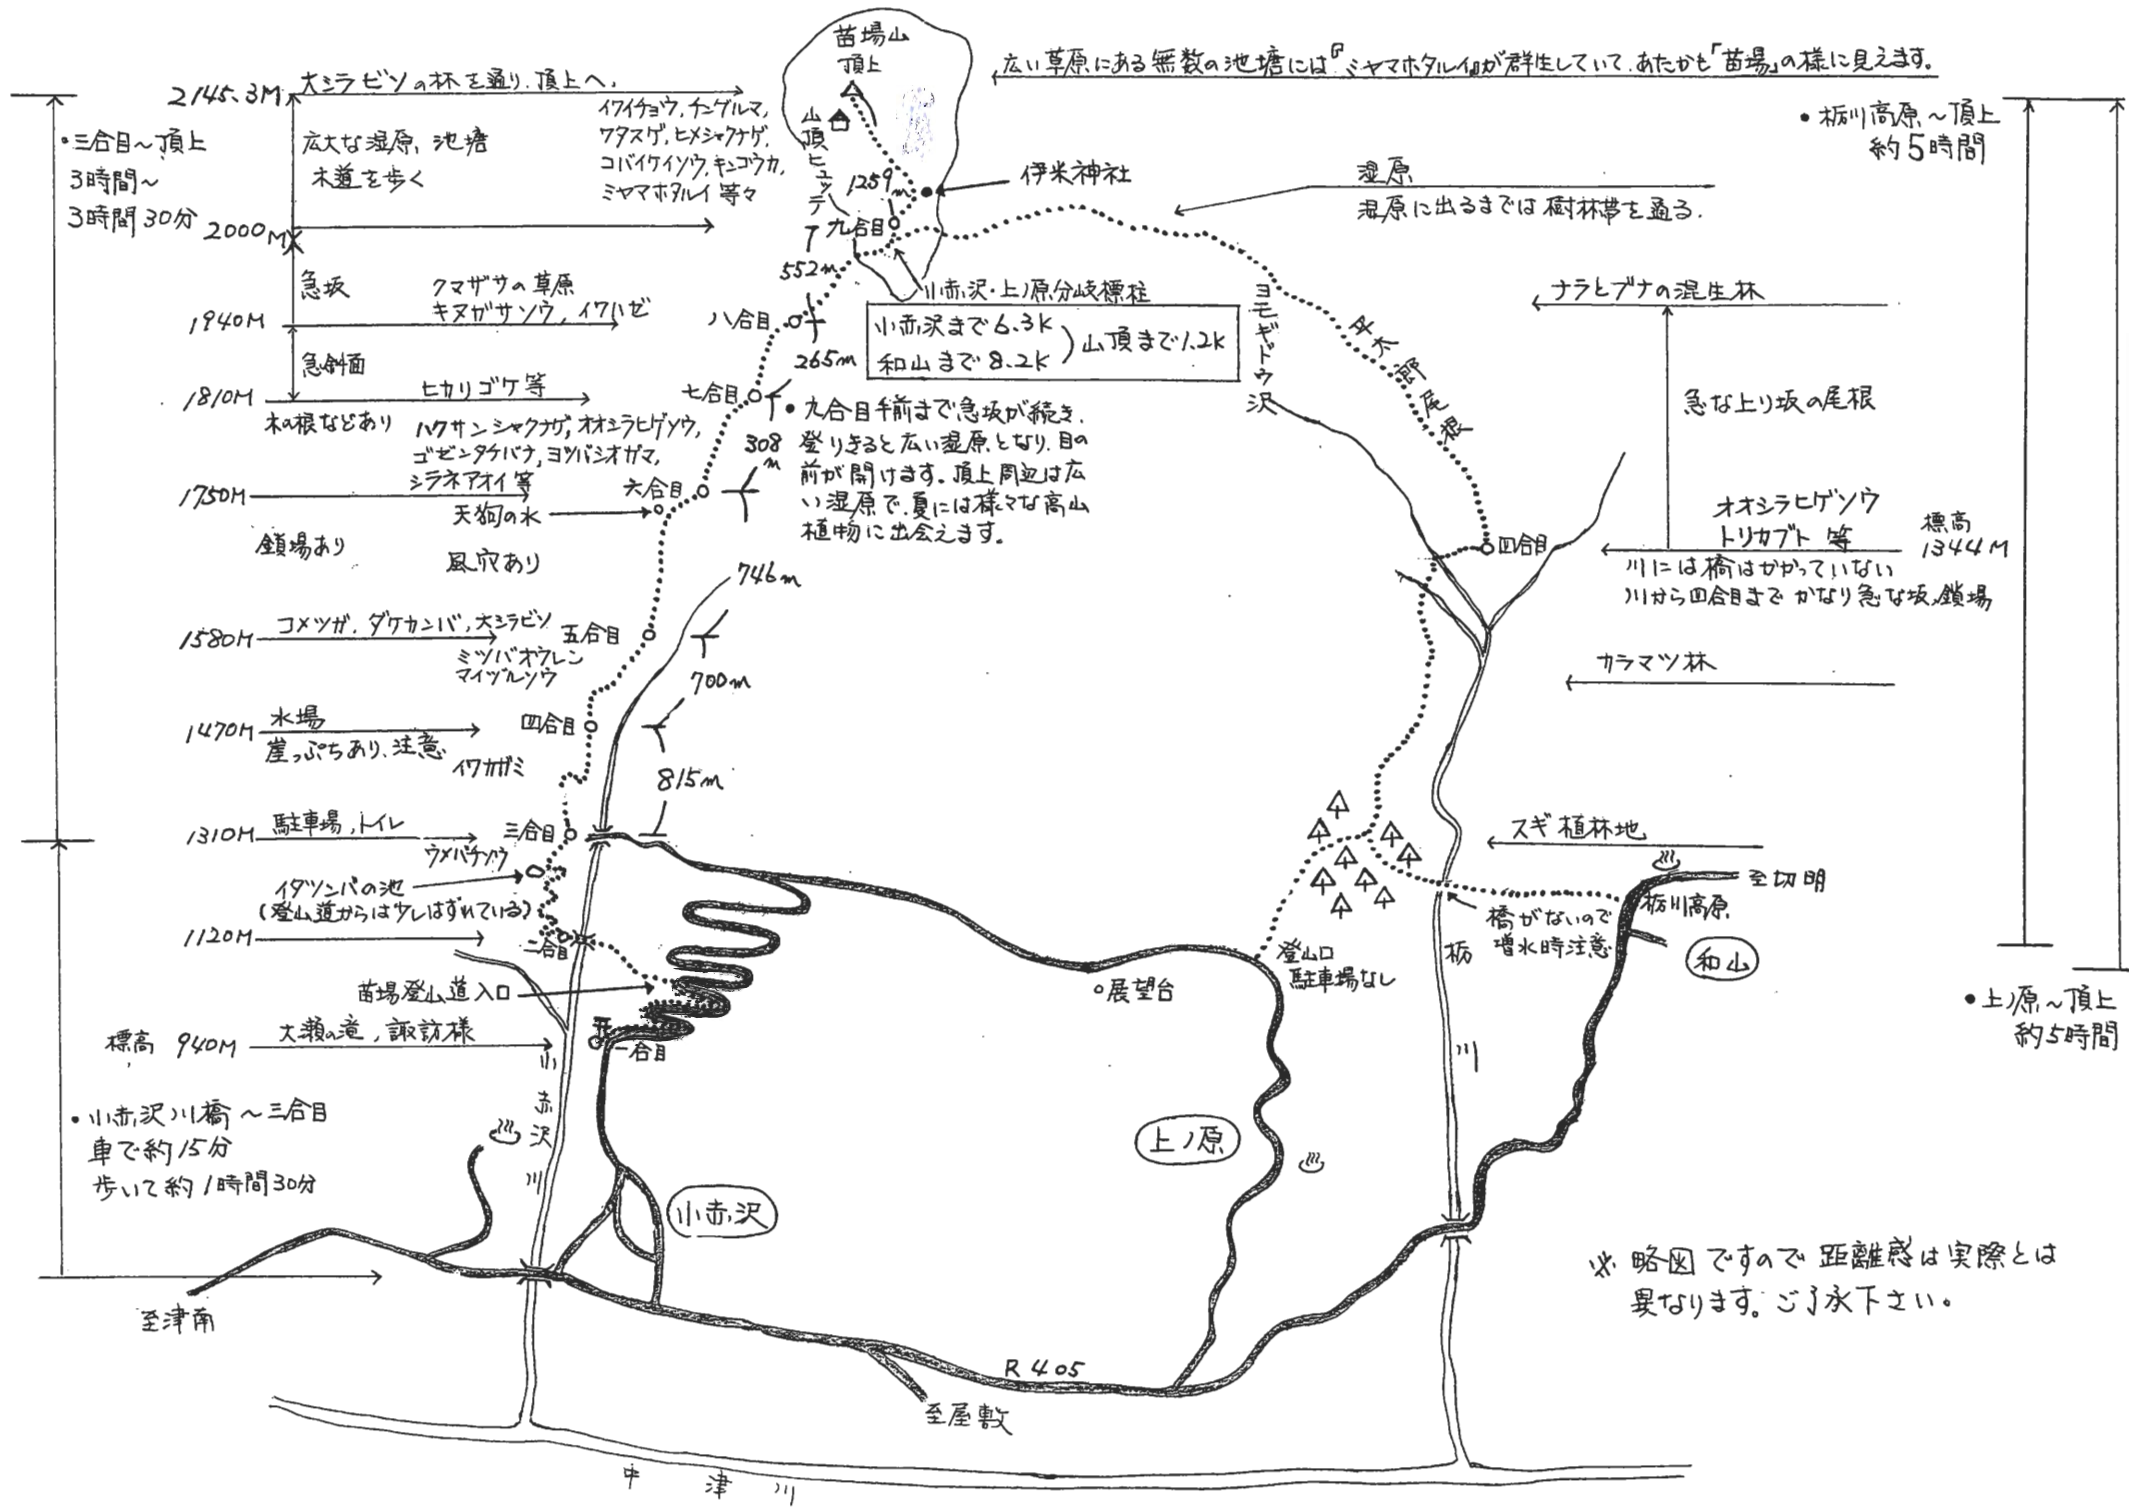 苗場山
頂上
広い草原にある無数の池塘には『ミヤマホタルイ』が群生していて、あたかも「苗場」の様に見えます。
2145.3M
大シラビソの林を通り、頂上へ、
・三合目～頂上
3時間～
3時間30分
広大な湿原、池塘
木道を歩く
イワイチョウ, チングルマ,
ワタスゲ, ヒメシャクナゲ,
コバイケイソウ, キンコウカ,
ミヤマホタルイ 等々
山頂ヒュッテ
1259m
伊米神社
湿原
湿原に出るまでは樹林帯を通る.
・栃川高原～頂上
約5時間
2000M
九合目
552m
小赤沢・上ノ原分岐標柱
急坂
クマザサの草原
キヌガサソウ, イワハゼ
1940M
八合目
小赤沢まで6.3K
和山まで8.2K
山頂まで1.2K
ヨモギドウ沢
平太郎尾根
ナラとブナの混生林
急斜面
265m
1810M
ヒカリゴケ等
七合目
木の根などあり
ハクサンシャクナゲ, オオシラヒゲソウ,
ゴゼンタチバナ, ヨツバシオガマ,
シラネアオイ 等
308m
・九合目手前まで急坂が続き、
登りきると広い湿原となり、目の
前が開けます。頂上周辺は広
い湿原で、夏には様々な高山
植物に出会えます。
急な上り坂の尾根
1750M
六合目
天狗の水
鎖場あり
風穴あり
746m
オオシラヒゲソウ
トリカブト 等
標高
1344M
四合目
川には橋はかかっていない
川から四合目まで かなり急な坂、鎖場
1580M
コメツガ, ダケカンバ, 大シラビソ
ミツバオウレン
マイヅルソウ
五合目
700m
カラマツ林
1470M
水場
崖っぷちあり、注意
イワカガミ
四合目
815m
1310M
駐車場, トイレ
三合目
ウメバチソウ
スギ植林地
イダツンバの池
(登山道からは少しはずれている)
至切明
栃川高原
橋がないので
増水時注意
和山
1120M
二合目
苗場登山道入口
展望台
登山口
駐車場なし
標高 940M
大瀬の滝, 諏訪様
一合目
小赤沢川
栃川
・上ノ原～頂上
約5時間
・小赤沢川橋～三合目
車で約15分
歩いて約1時間30分
上ノ原
小赤沢
※ 略図ですので距離感は実際とは
異なります。ご了承下さい。
至津南
R405
至屋敷
中津川